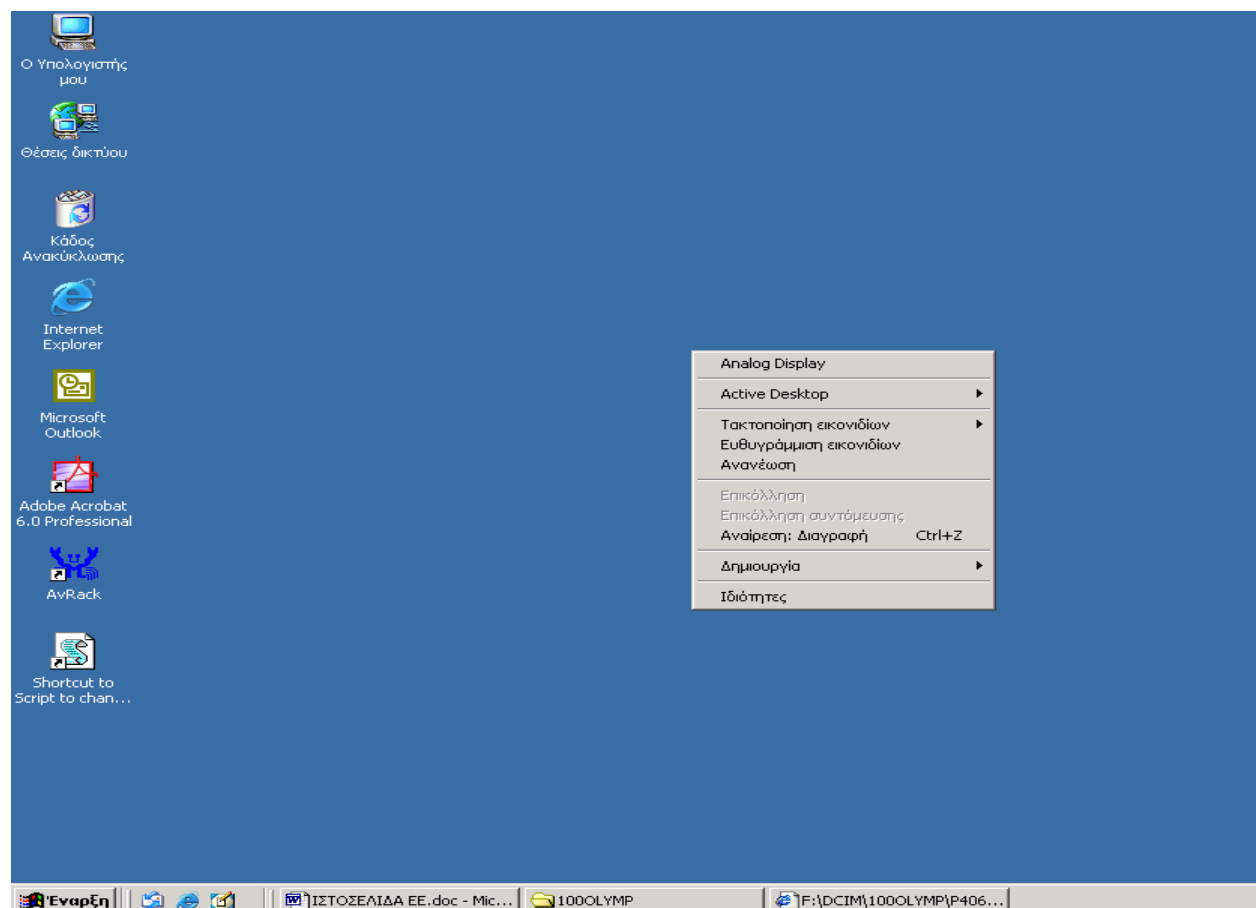 Ο Υπολογιστής
μου
Θέσεις δικτύου
Κάδος
Ανακύκλωσης
Internet
Explorer
Microsoft
Outlook
Adobe Acrobat
6.0 Professional
AvRack
Shortcut to
Script to chan...
Analog Display
Active Desktop
Τακτοποίηση εικονιδίων
Ευθυγράμμιση εικονιδίων
Ανανέωση
Επικόλληση
Επικόλληση συντόμευσης
Αναίρεση: Διαγραφή Ctrl+Z
Δημιουργία
Ιδιότητες
Έναρξη ΙΣΤΟΣΕΛΙΔΑ ΕΕ.doc - Mic... 100OLYMP F:\DCIM\100OLYMP\P406...